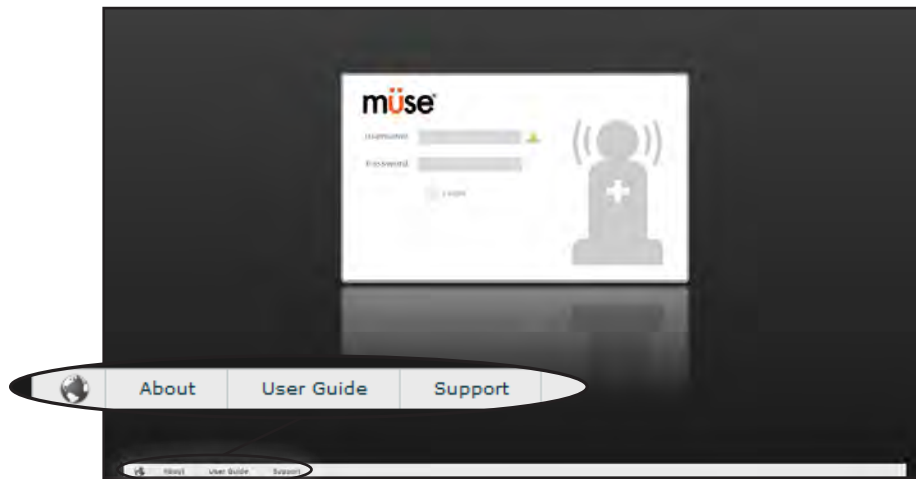 müse
Username
Password
Login
About User Guide Support
About User Guide Support